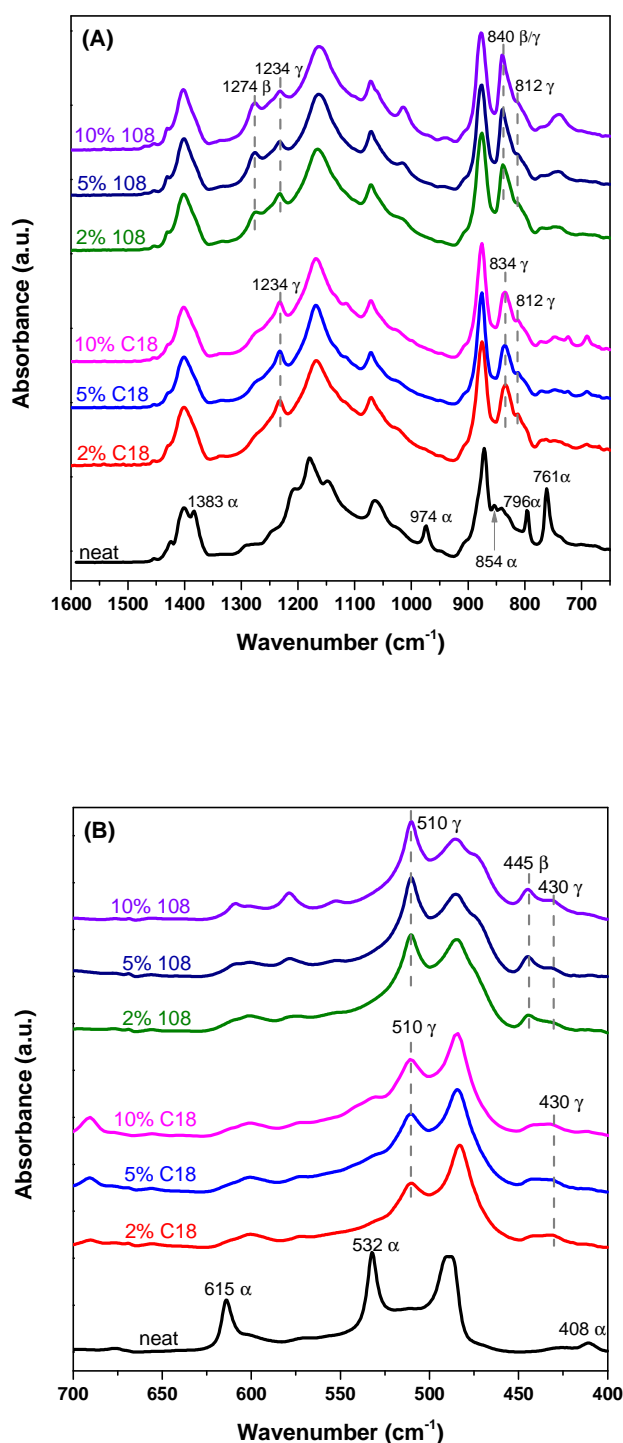 (A)
840 β/γ
1234 γ
1274 β
812 γ
10% 108
5% 108
2% 108
834 γ
1234 γ
812 γ
10% C18
5% C18
2% C18
761α
1383 α
974 α
796α
neat
854 α
Absorbance (a.u.)
1600 1500 1400 1300 1200 1100 1000 900 800 700
Wavenumber (cm-1)
(B)
510 γ
445 β
430 γ
10% 108
5% 108
2% 108
510 γ
10% C18
430 γ
5% C18
2% C18
532 α
615 α
neat
408 α
Absorbance (a.u.)
700 650 600 550 500 450 400
Wavenumber (cm-1)